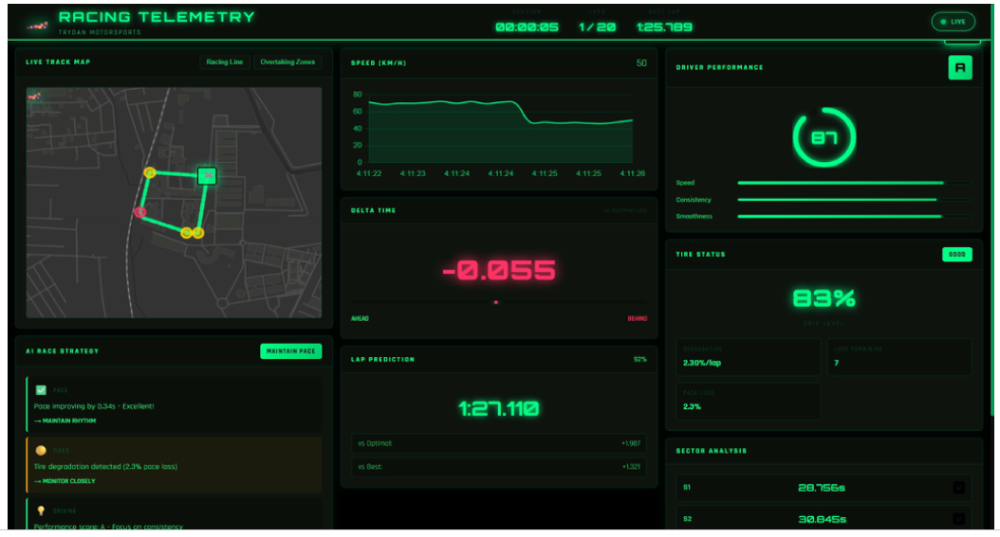 RACING TELEMETRY
TRYDAN MOTORSPORTS
SESSION
00:00:05
1/20
1:25.789
LIVE
LIVE TRACK MAP
Racing Line
Overtaking Zones
AI RACE STRATEGY
MAINTAIN PACE
PACE
Pace improving by 0.34s - Excellent!
→ MAINTAIN RHYTHM
TIRES
Tire degradation detected (2.3% pace loss)
→ MONITOR CLOSELY
DRIVING
Performance score: A - Focus on consistency
SPEED (KM/H)
50
80
60
40
20
0
4:11:22 4:11:23 4:11:24 4:11:24 4:11:25 4:11:25 4:11:26
DELTA TIME
-0.055
AHEAD
BEHIND
LAP PREDICTION
92%
1:27.110
vs Optimal:
+1.987
vs Best:
+1.321
DRIVER PERFORMANCE
A
87
Speed
Consistency
Smoothness
TIRE STATUS
GOOD
83%
GRIP LEVEL
DEGRADATION
2.30%/lap
LAPS REMAINING
7
PACE LOSS
2.3%
SECTOR ANALYSIS
S1
28.756s
S2
30.845s